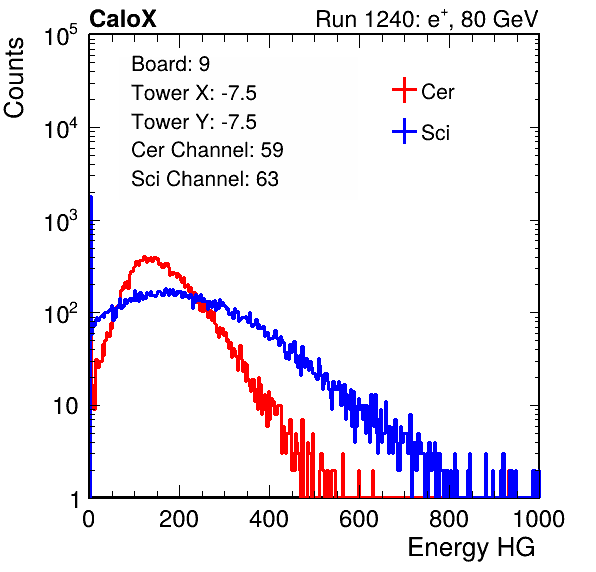 CaloX Run 1240: e+, 80 GeV
Counts
Board: 9
Tower X: -7.5
Tower Y: -7.5
Cer Channel: 59
Sci Channel: 63
Cer
Sci
10^5
10^4
10^3
10^2
10
1
0 200 400 600 800 1000
Energy HG